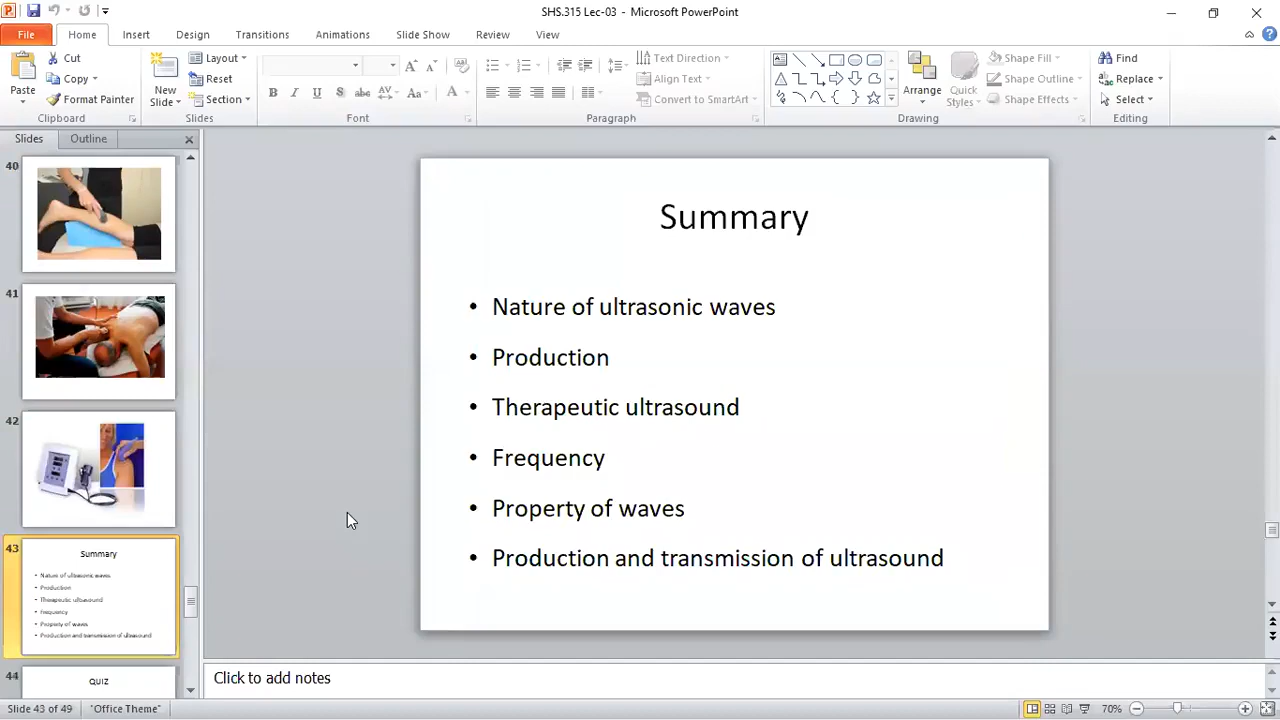 SHS.315 Lec-03 - Microsoft PowerPoint
File Home Insert Design Transitions Animations Slide Show Review View
Paste
Cut
Copy
Format Painter
Clipboard
New Slide
Layout
Reset
Section
Slides
B I U S abc AV Aa A
Font
Text Direction
Align Text
Convert to SmartArt
Paragraph
Arrange
Quick Styles
Shape Fill
Shape Outline
Shape Effects
Drawing
Find
Replace
Select
Editing
Slides Outline
40
41
42
43
Summary
• Nature of ultrasonic waves
• Production
• Therapeutic ultrasound
• Frequency
• Property of waves
• Production and transmission of ultrasound
44
QUIZ
Summary
• Nature of ultrasonic waves
• Production
• Therapeutic ultrasound
• Frequency
• Property of waves
• Production and transmission of ultrasound
Click to add notes
Slide 43 of 49 "Office Theme" 70%